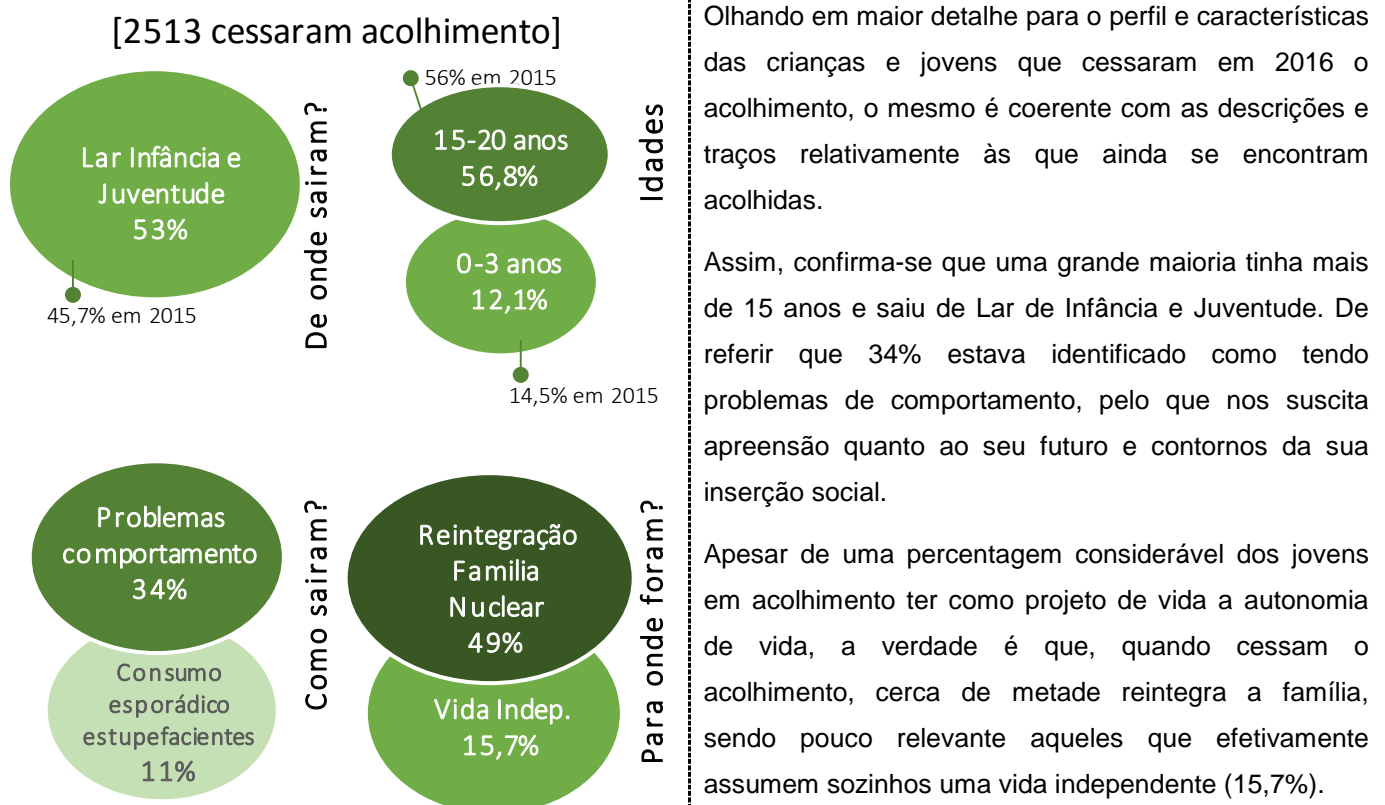 [2513 cessaram acolhimento]
Lar Infância e
Juventude
53%
45,7% em 2015
De onde sairam?
56% em 2015
15-20 anos
56,8%
0-3 anos
12,1%
14,5% em 2015
Idades
Problemas
comportamento
34%
Consumo
esporádico
estupefacientes
11%
Como sairam?
Reintegração
Familia
Nuclear
49%
Vida Indep.
15,7%
Para onde foram?
Olhando em maior detalhe para o perfil e características
das crianças e jovens que cessaram em 2016 o
acolhimento, o mesmo é coerente com as descrições e
traços relativamente às que ainda se encontram
acolhidas.
Assim, confirma-se que uma grande maioria tinha mais
de 15 anos e saiu de Lar de Infância e Juventude. De
referir que 34% estava identificado como tendo
problemas de comportamento, pelo que nos suscita
apreensão quanto ao seu futuro e contornos da sua
inserção social.
Apesar de uma percentagem considerável dos jovens
em acolhimento ter como projeto de vida a autonomia
de vida, a verdade é que, quando cessam o
acolhimento, cerca de metade reintegra a família,
sendo pouco relevante aqueles que efetivamente
assumem sozinhos uma vida independente (15,7%).